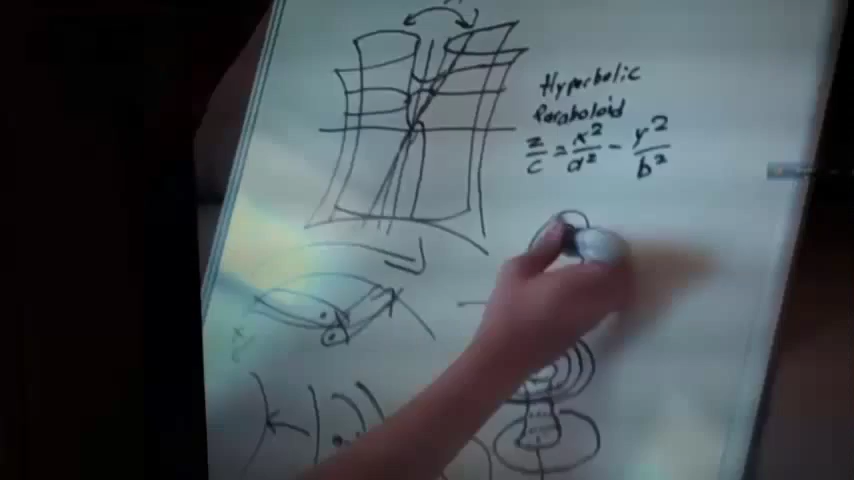 Hyperbolic
Paraboloid
z/c = x²/a² - y²/b²